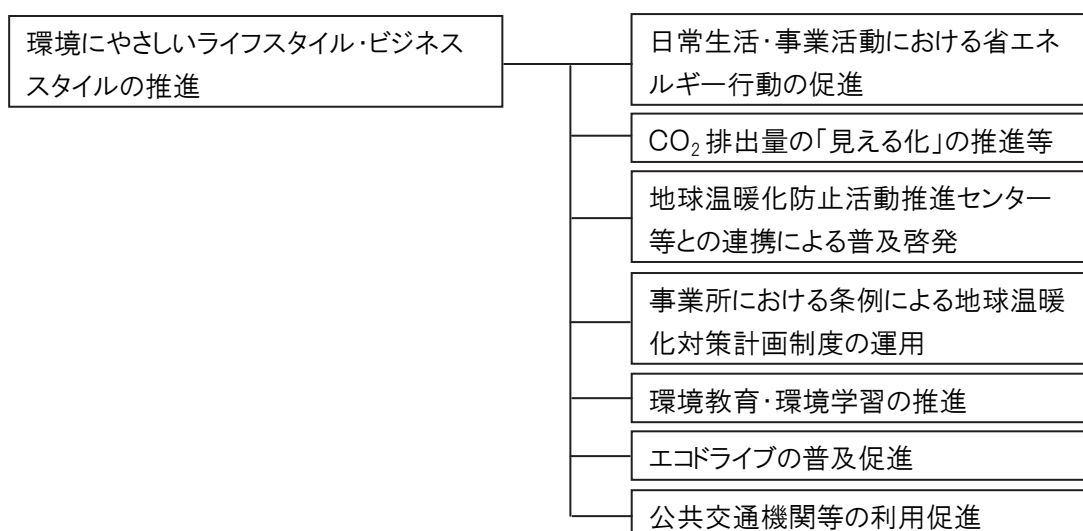 環境にやさしいライフスタイル・ビジネス
スタイルの推進
日常生活・事業活動における省エネ
ルギー行動の促進
CO₂ 排出量の「見える化」の推進等
地球温暖化防止活動推進センター
等との連携による普及啓発
事業所における条例による地球温暖
化対策計画制度の運用
環境教育・環境学習の推進
エコドライブの普及促進
公共交通機関等の利用促進